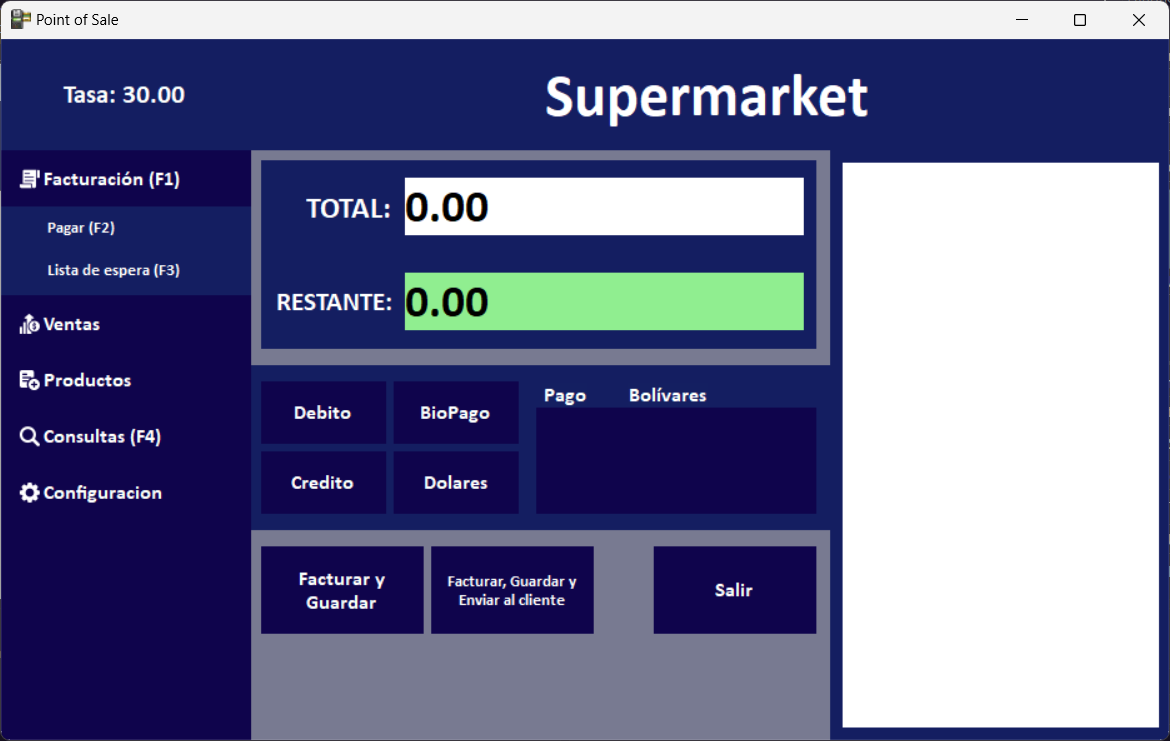 Point of Sale
Tasa: 30.00
Supermarket
Facturación (F1)
Pagar (F2)
Lista de espera (F3)
Ventas
Productos
Consultas (F4)
Configuracion
TOTAL: 0.00
RESTANTE: 0.00
Debito
BioPago
Credito
Dolares
Pago Bolívares
Facturar y
Guardar
Facturar, Guardar y
Enviar al cliente
Salir